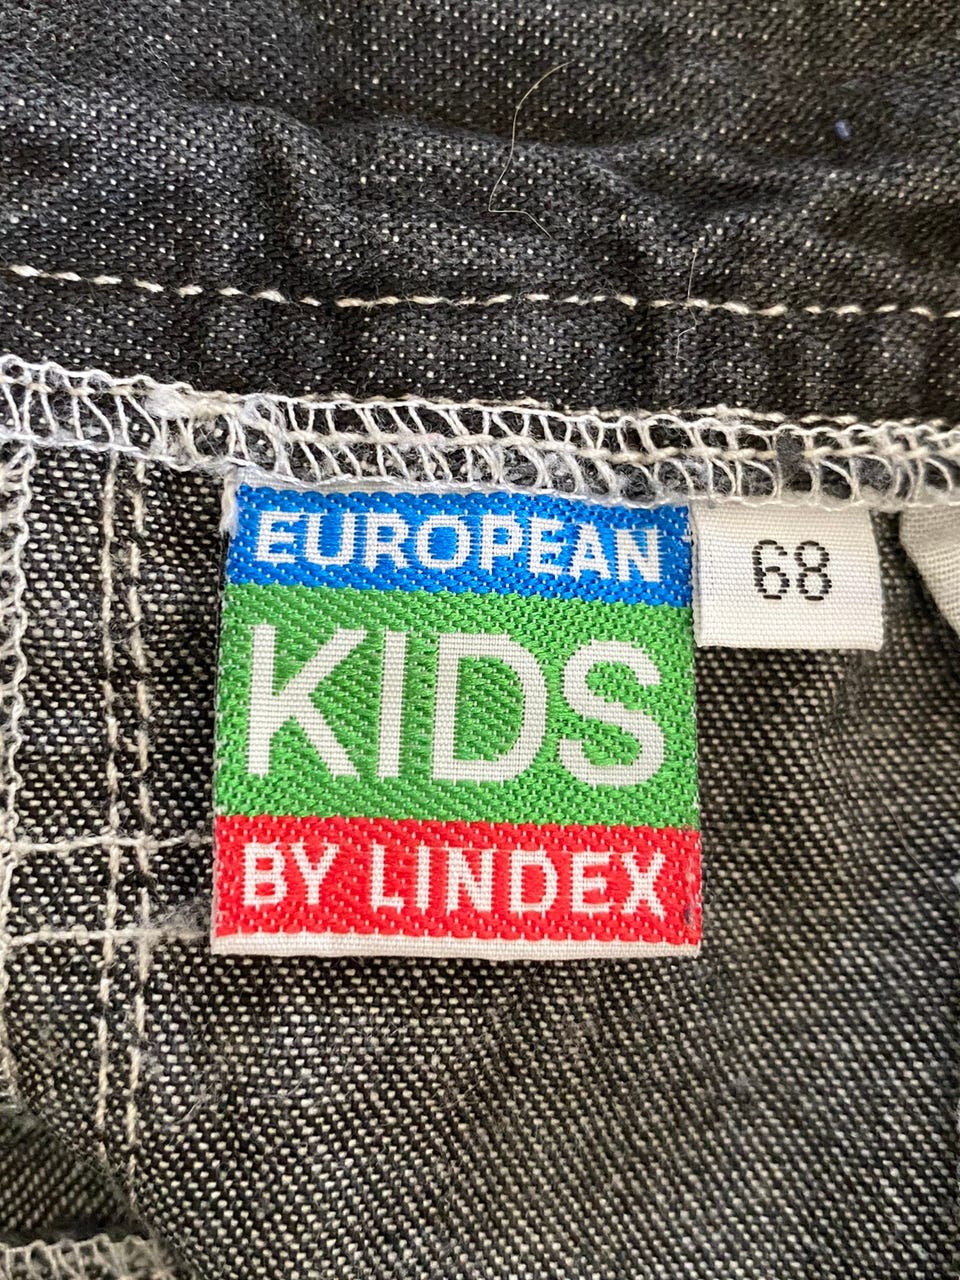 EUROPEAN
KIDS
BY LINDEX
68